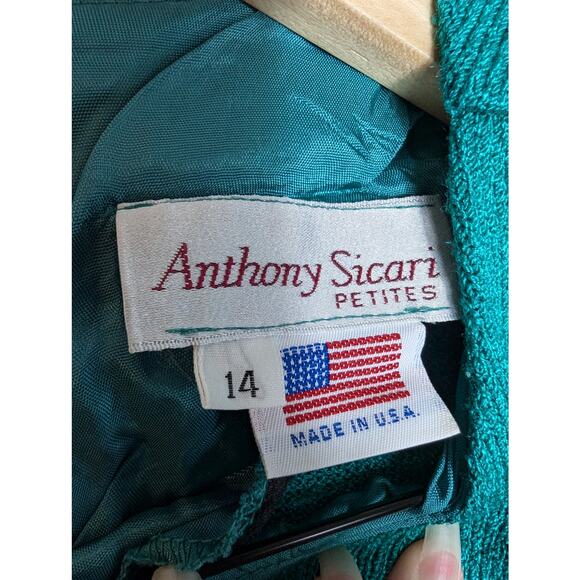 Anthony Sicari
PETITES
14
MADE IN U.S.A.